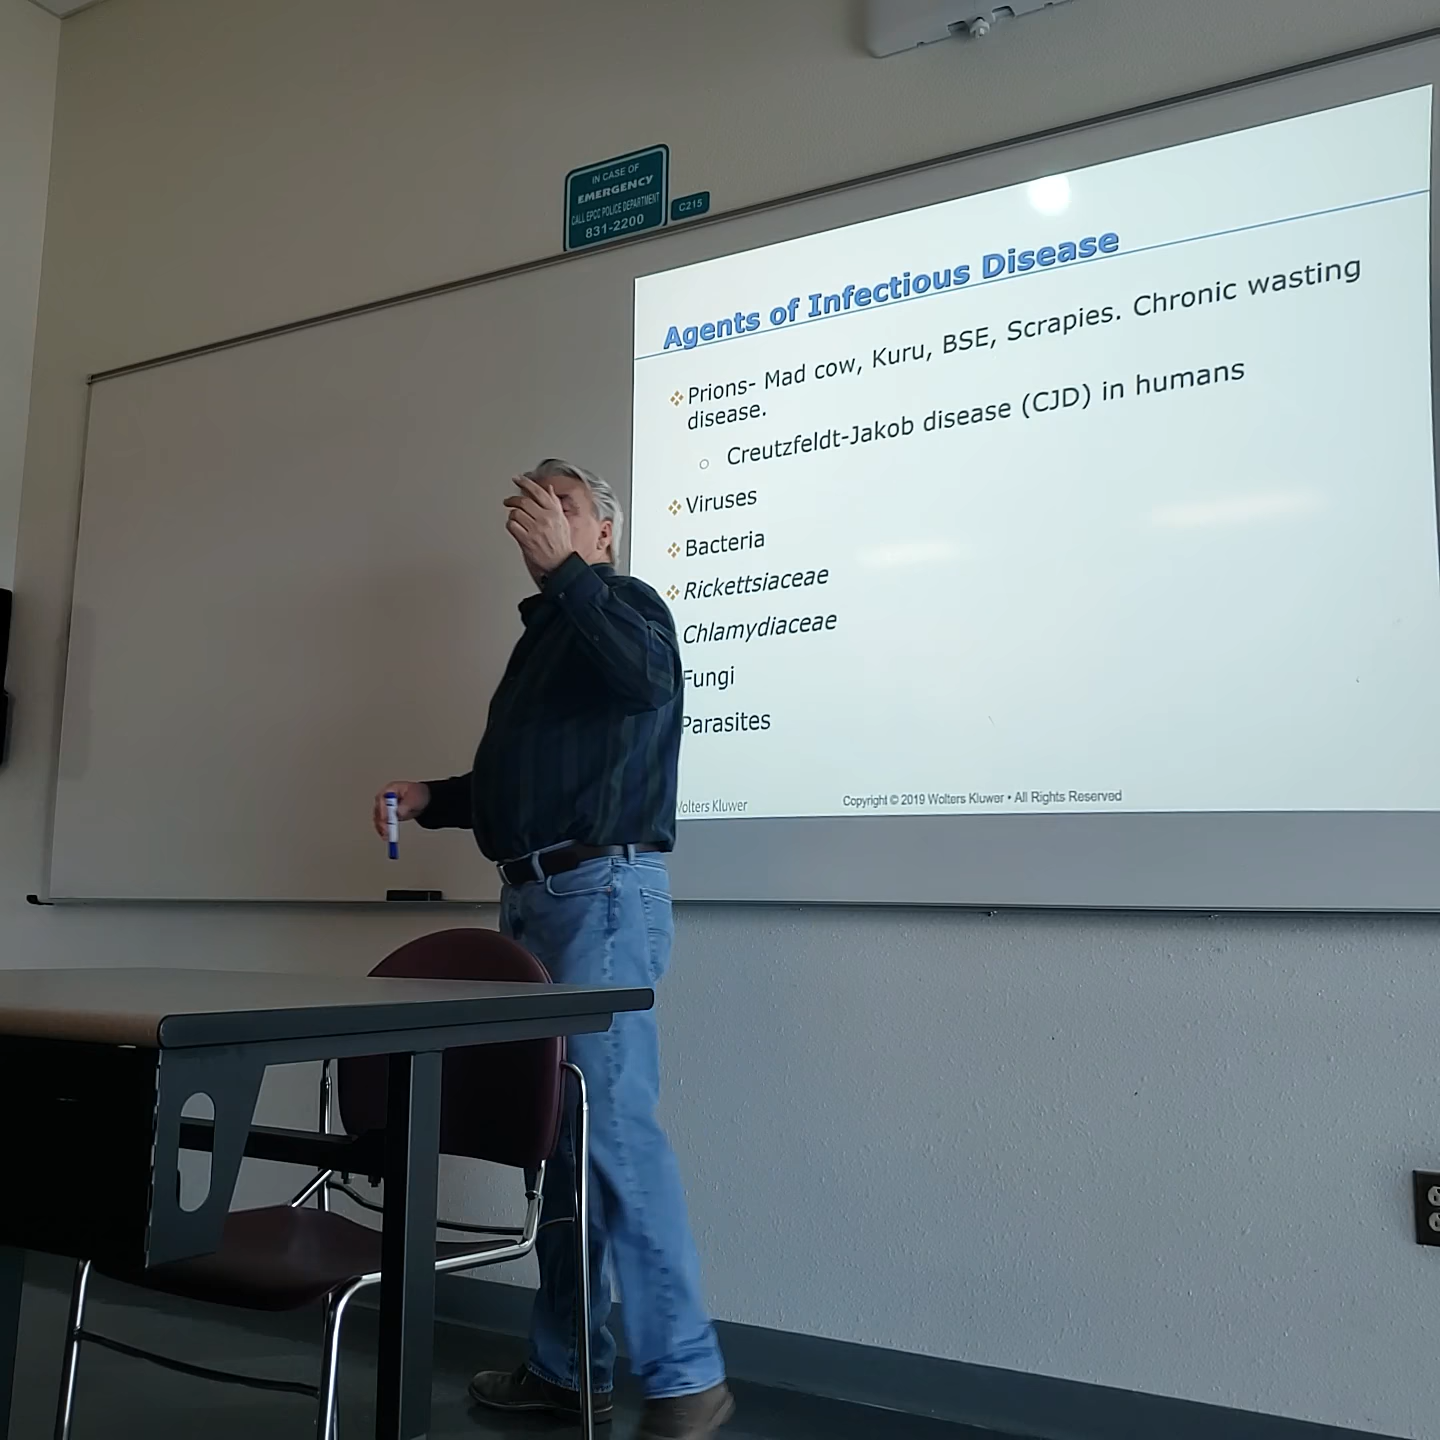 IN CASE OF
EMERGENCY
CALL EPCC POLICE DEPARTMENT
831-2200
C215
Agents of Infectious Disease
Prions- Mad cow, Kuru, BSE, Scrapies. Chronic wasting
disease.
Creutzfeldt-Jakob disease (CJD) in humans
Viruses
Bacteria
Rickettsiaceae
Chlamydiaceae
Fungi
Parasites
Wolters Kluwer
Copyright © 2019 Wolters Kluwer • All Rights Reserved